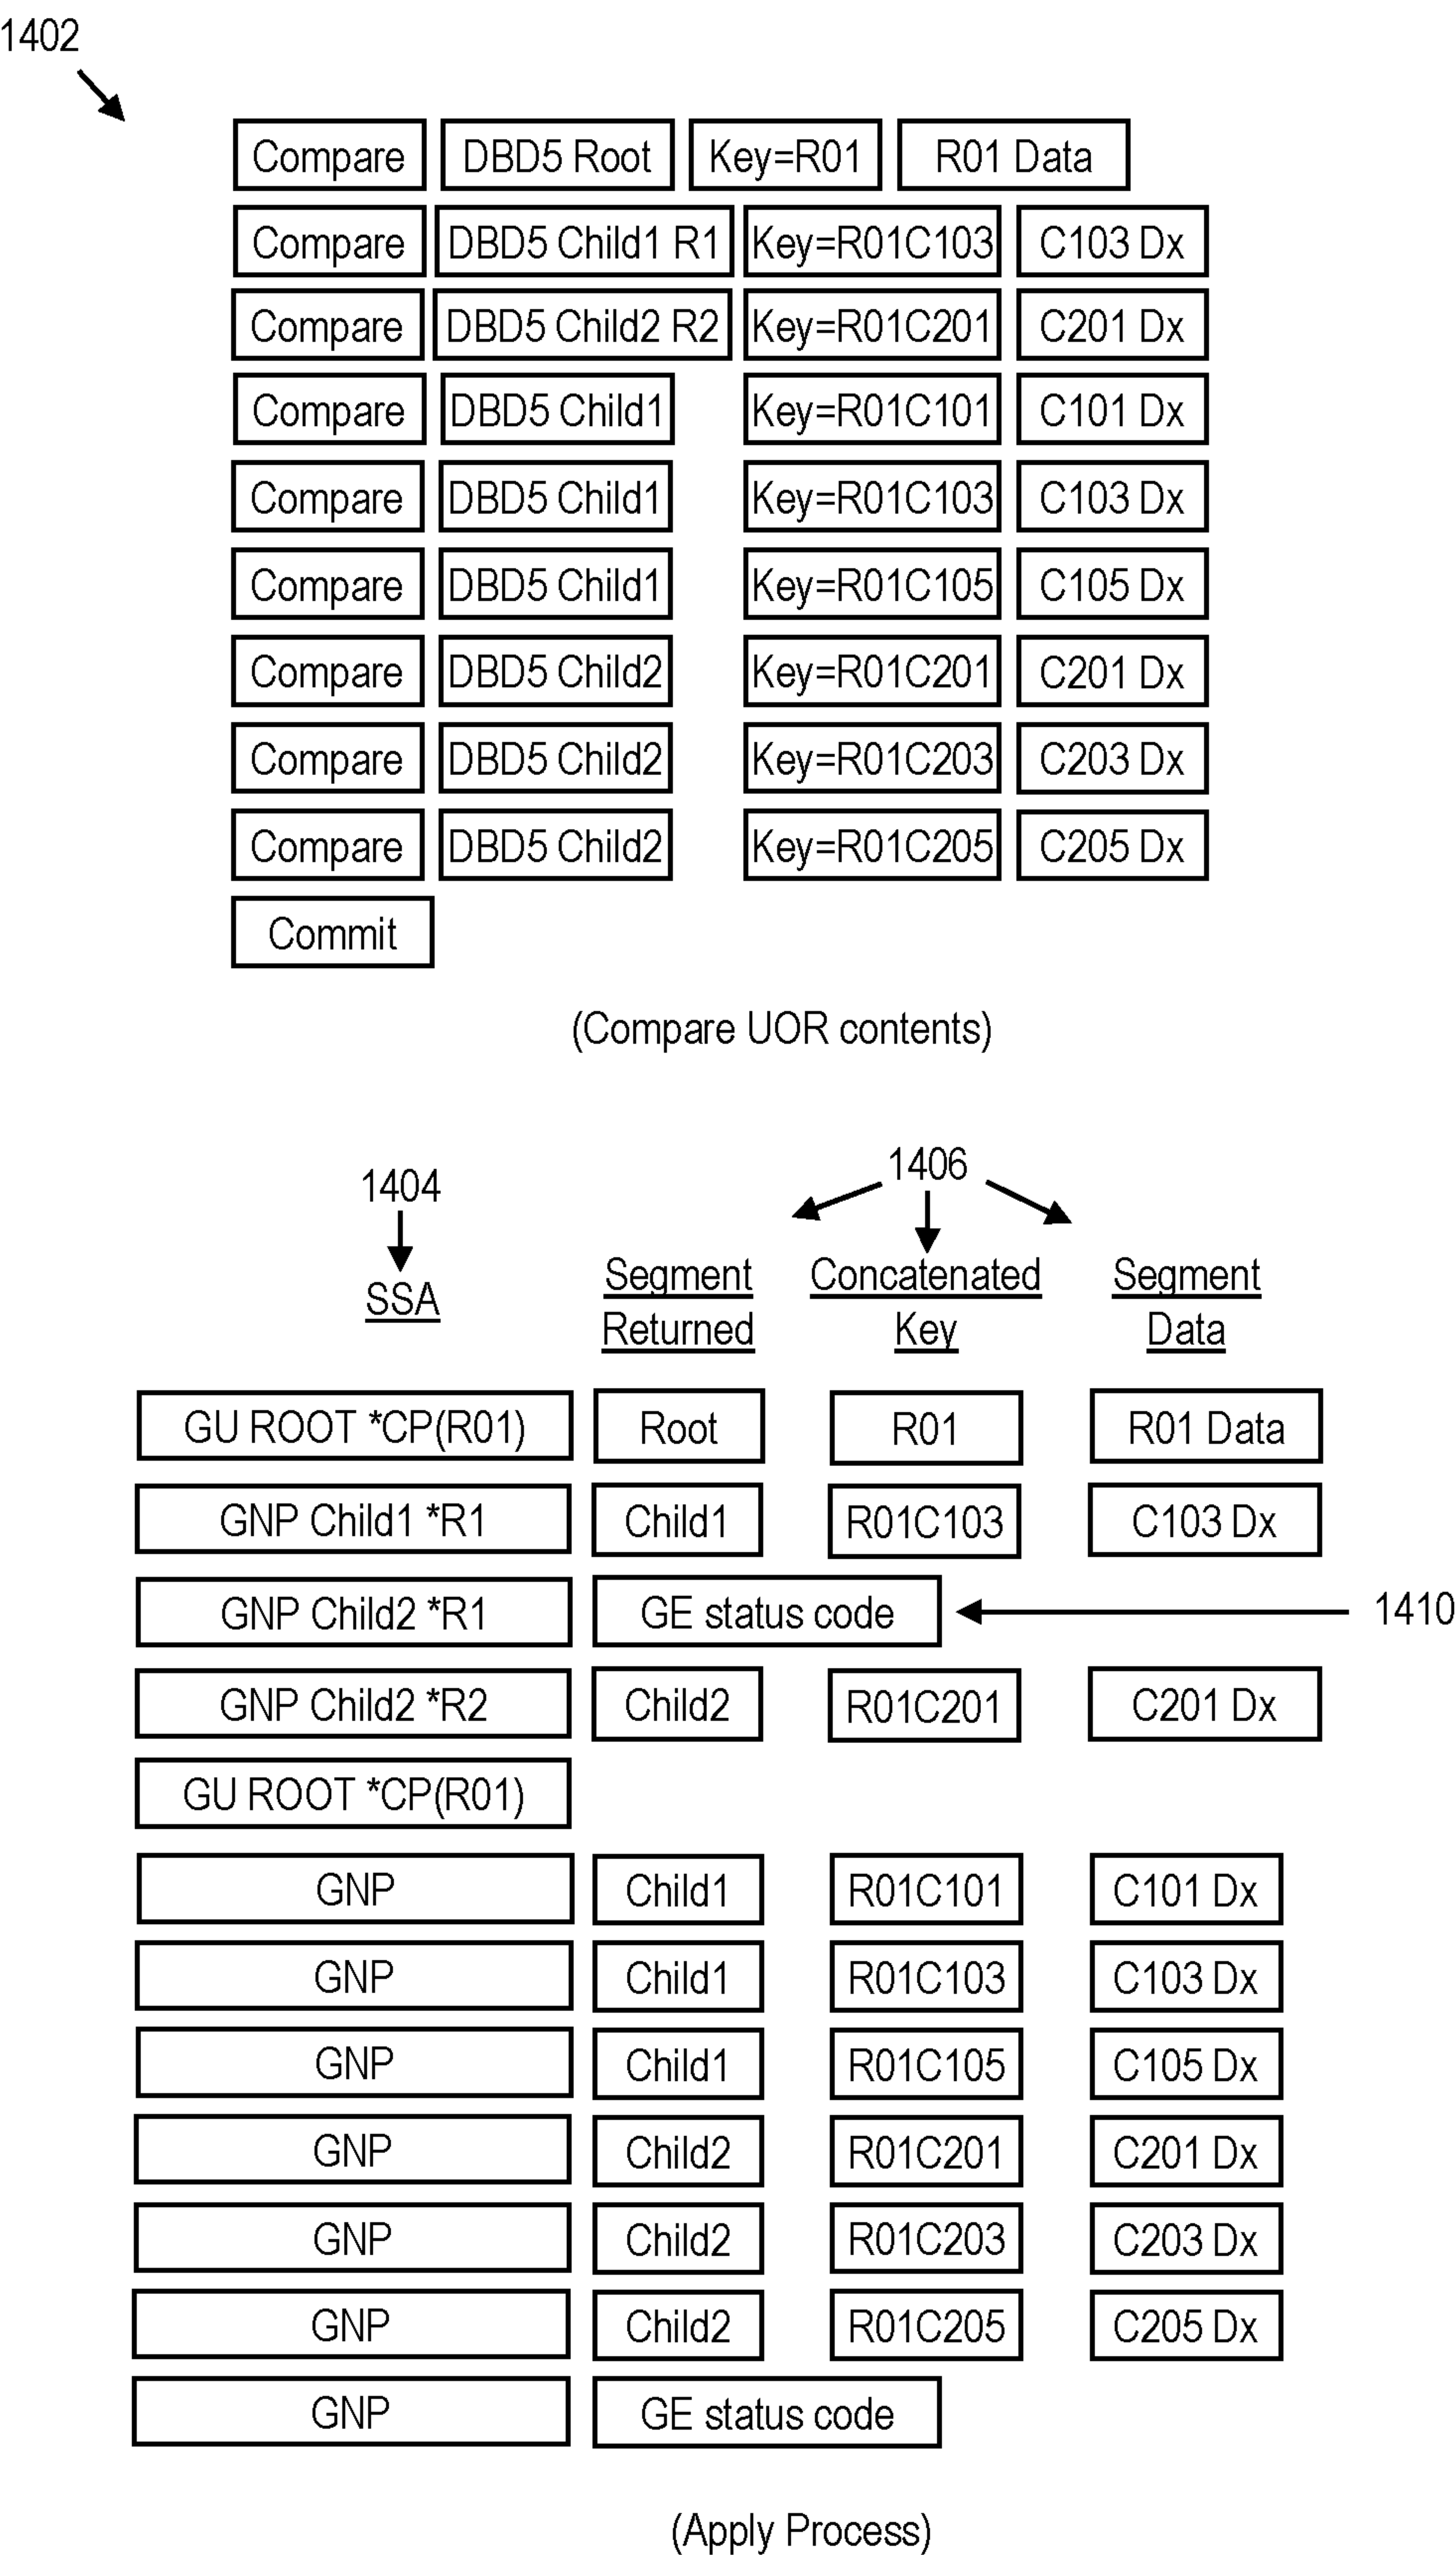 1402
Compare DBD5 Root Key=R01 R01 Data
Compare DBD5 Child1 R1 Key=R01C103 C103 Dx
Compare DBD5 Child2 R2 Key=R01C201 C201 Dx
Compare DBD5 Child1 Key=R01C101 C101 Dx
Compare DBD5 Child1 Key=R01C103 C103 Dx
Compare DBD5 Child1 Key=R01C105 C105 Dx
Compare DBD5 Child2 Key=R01C201 C201 Dx
Compare DBD5 Child2 Key=R01C203 C203 Dx
Compare DBD5 Child2 Key=R01C205 C205 Dx
Commit
(Compare UOR contents)
1404 1406
SSA Segment Concatenated Segment
Returned Key Data
GU ROOT *CP(R01) Root R01 R01 Data
GNP Child1 *R1 Child1 R01C103 C103 Dx
GNP Child2 *R1 GE status code 1410
GNP Child2 *R2 Child2 R01C201 C201 Dx
GU ROOT *CP(R01)
GNP Child1 R01C101 C101 Dx
GNP Child1 R01C103 C103 Dx
GNP Child1 R01C105 C105 Dx
GNP Child2 R01C201 C201 Dx
GNP Child2 R01C203 C203 Dx
GNP Child2 R01C205 C205 Dx
GNP GE status code
(Apply Process)